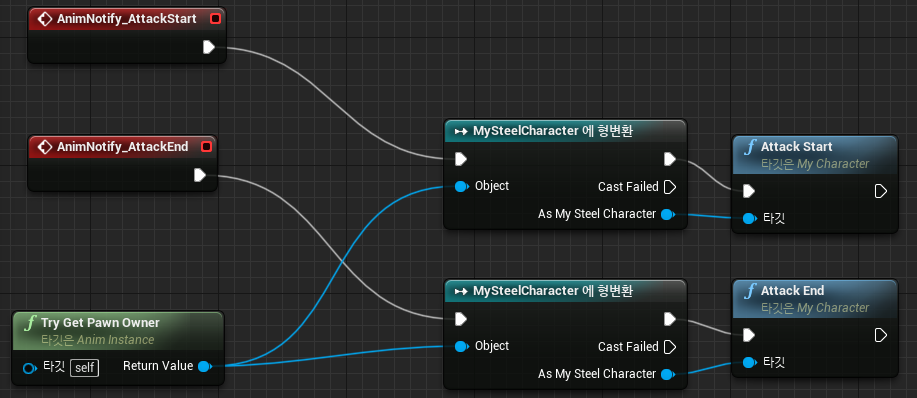 AnimNotify_AttackStart
AnimNotify_AttackEnd
MySteelCharacter 에 형변환
Object
Cast Failed
As My Steel Character
Attack Start
타깃은 My Character
타깃
Try Get Pawn Owner
타깃은 Anim Instance
타깃 self Return Value
MySteelCharacter 에 형변환
Object
Cast Failed
As My Steel Character
Attack End
타깃은 My Character
타깃